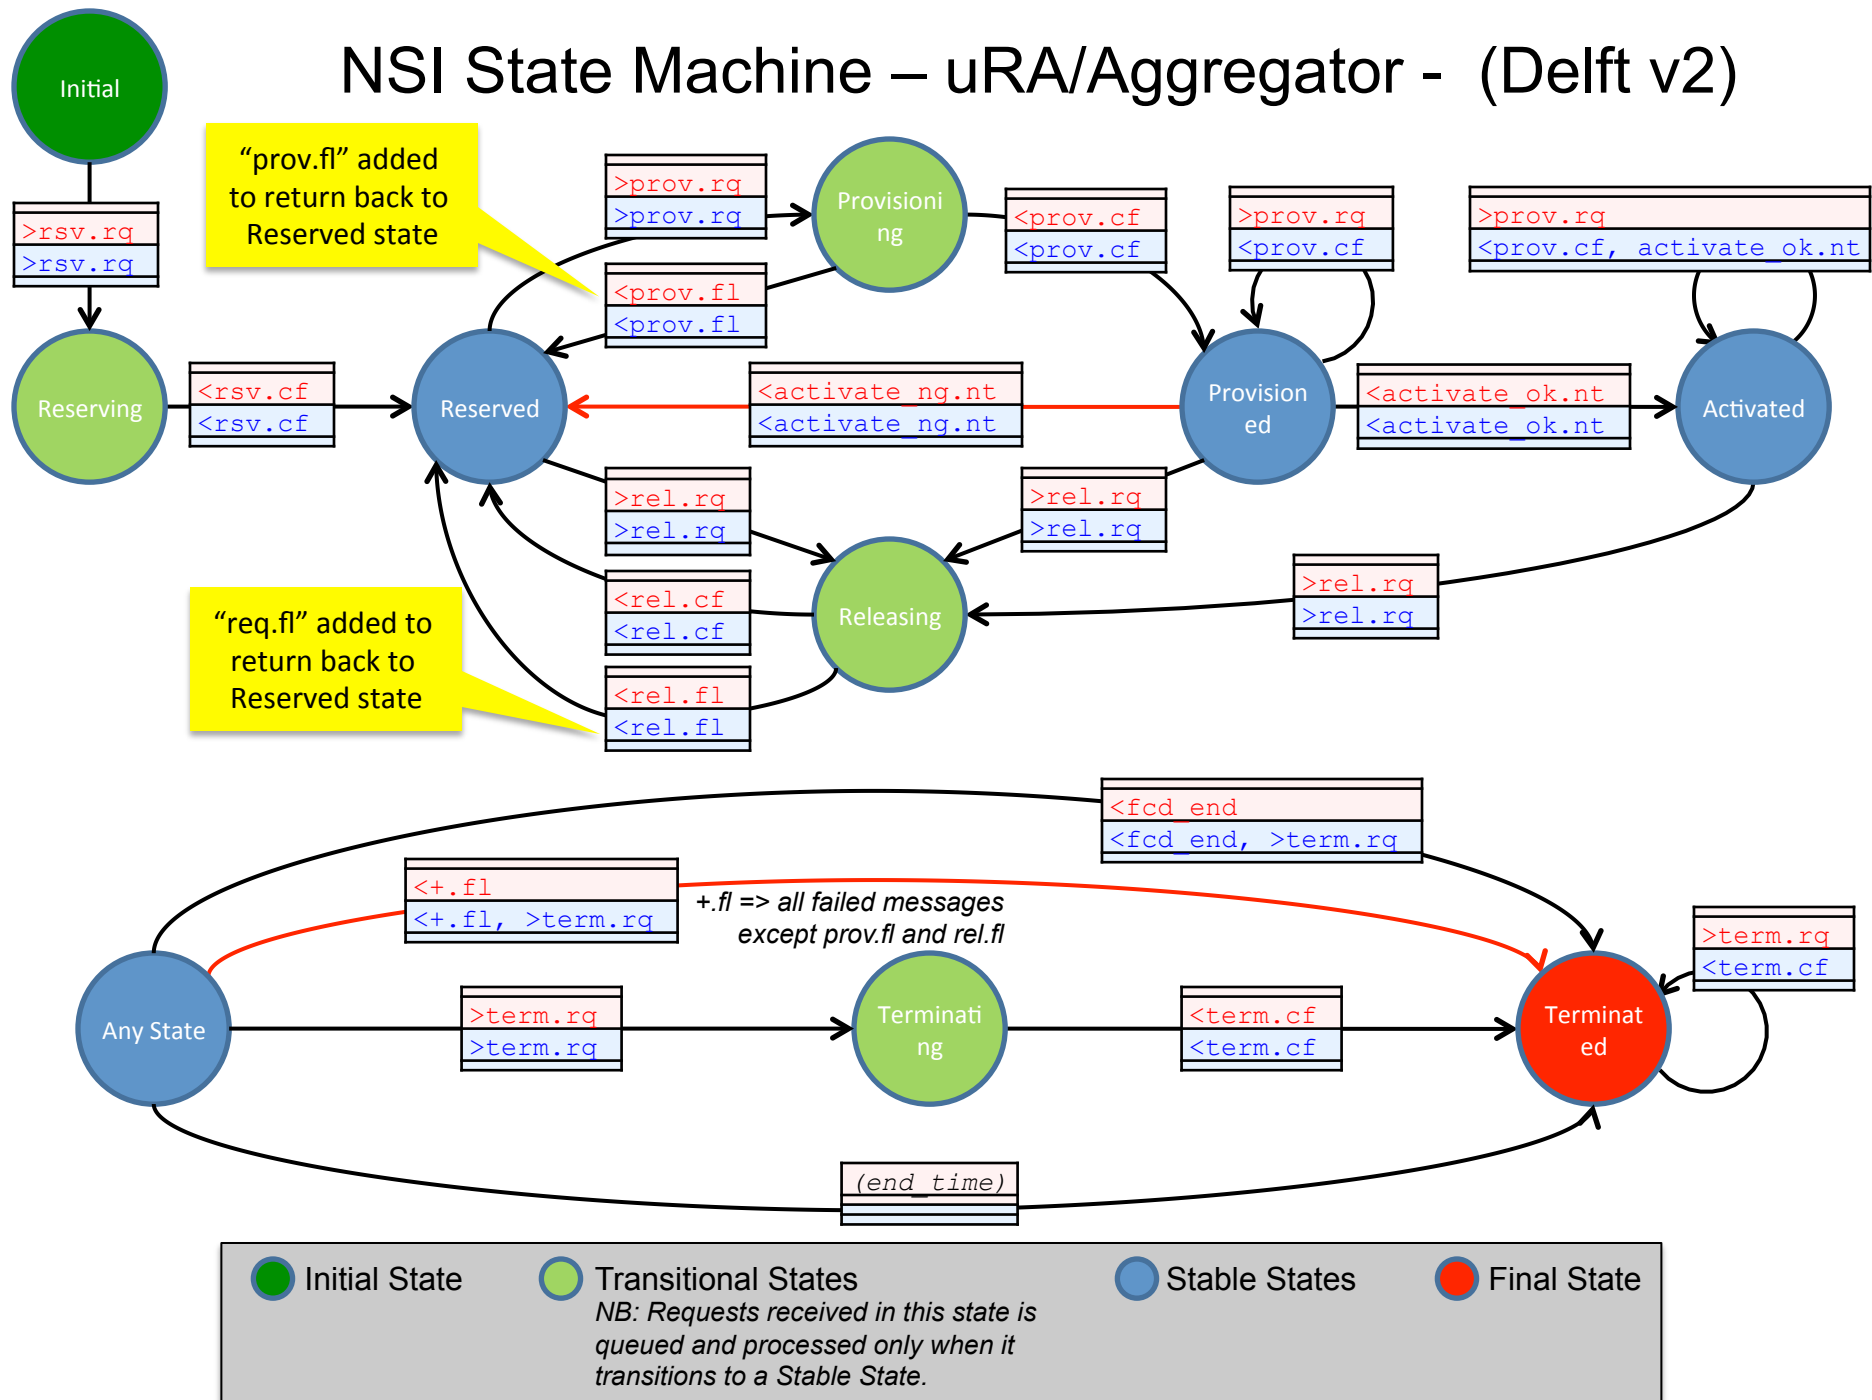 NSI State Machine – uRA/Aggregator - (Delft v2)
Initial
"prov.fl" added
to return back to
Reserved state
>rsv.rq
>rsv.rq
>prov.rq
>prov.rq
Provisioni
ng
<prov.cf
<prov.cf
>prov.rq
<prov.cf
>prov.rq
<prov.cf, activate_ok.nt
<prov.fl
<prov.fl
Reserving
<rsv.cf
<rsv.cf
Reserved
<activate_ng.nt
<activate_ng.nt
Provision
ed
<activate_ok.nt
<activate_ok.nt
Activated
>rel.rq
>rel.rq
>rel.rq
>rel.rq
>rel.rq
>rel.rq
<rel.cf
<rel.cf
Releasing
"req.fl" added to
return back to
Reserved state
<rel.fl
<rel.fl
<fcd_end
<fcd_end, >term.rq
<+.fl
<+.fl, >term.rq
+.fl => all failed messages
except prov.fl and rel.fl
>term.rq
<term.cf
Any State
>term.rq
>term.rq
Terminati
ng
<term.cf
<term.cf
Terminat
ed
(end_time)
Initial State
Transitional States
NB: Requests received in this state is
queued and processed only when it
transitions to a Stable State.
Stable States
Final State